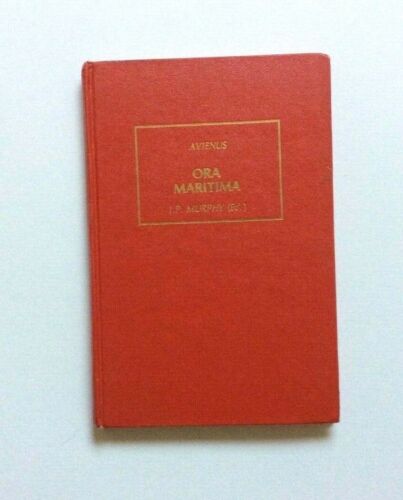 AVIENUS
ORA
MARITIMA
J.P. MURPHY (Ed.)